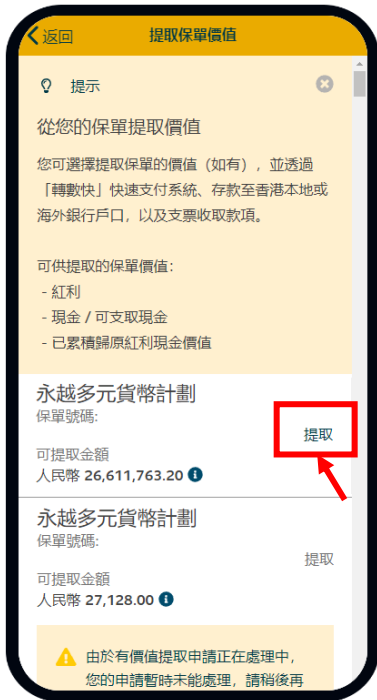 返回 提取保單價值
提示
從您的保單提取價值
您可選擇提取保單的價值（如有），並透過
「轉數快」快速支付系統、存款至香港本地或
海外銀行戶口，以及支票收取款項。
可供提取的保單價值：
- 紅利
- 現金 / 可支取現金
- 已累積歸原紅利現金價值
永越多元貨幣計劃
保單號碼:
提取
可提取金額
人民幣 26,611,763.20
永越多元貨幣計劃
保單號碼:
提取
可提取金額
人民幣 27,128.00
由於有價值提取申請正在處理中，
您的申請暫時未能處理，請稍後再